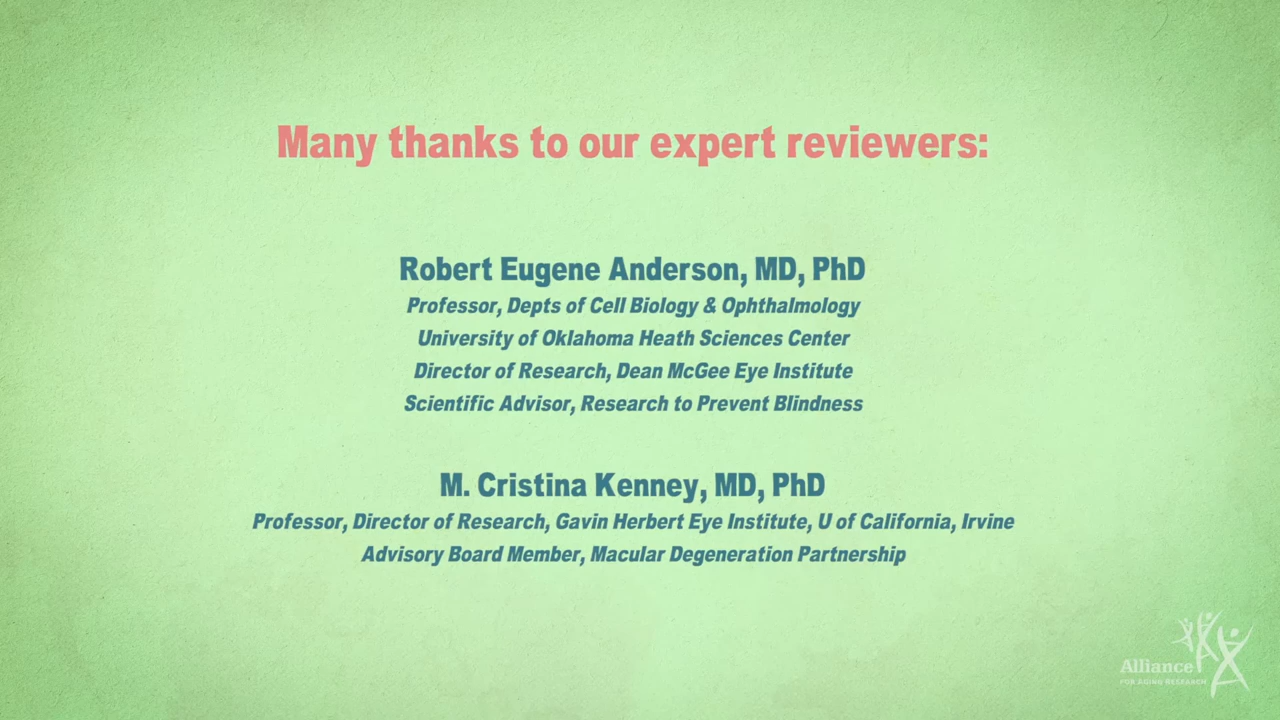 Many thanks to our expert reviewers:
Robert Eugene Anderson, MD, PhD
Professor, Depts of Cell Biology & Ophthalmology
University of Oklahoma Heath Sciences Center
Director of Research, Dean McGee Eye Institute
Scientific Advisor, Research to Prevent Blindness
M. Cristina Kenney, MD, PhD
Professor, Director of Research, Gavin Herbert Eye Institute, U of California, Irvine
Advisory Board Member, Macular Degeneration Partnership
Alliance
FOR AGING RESEARCH